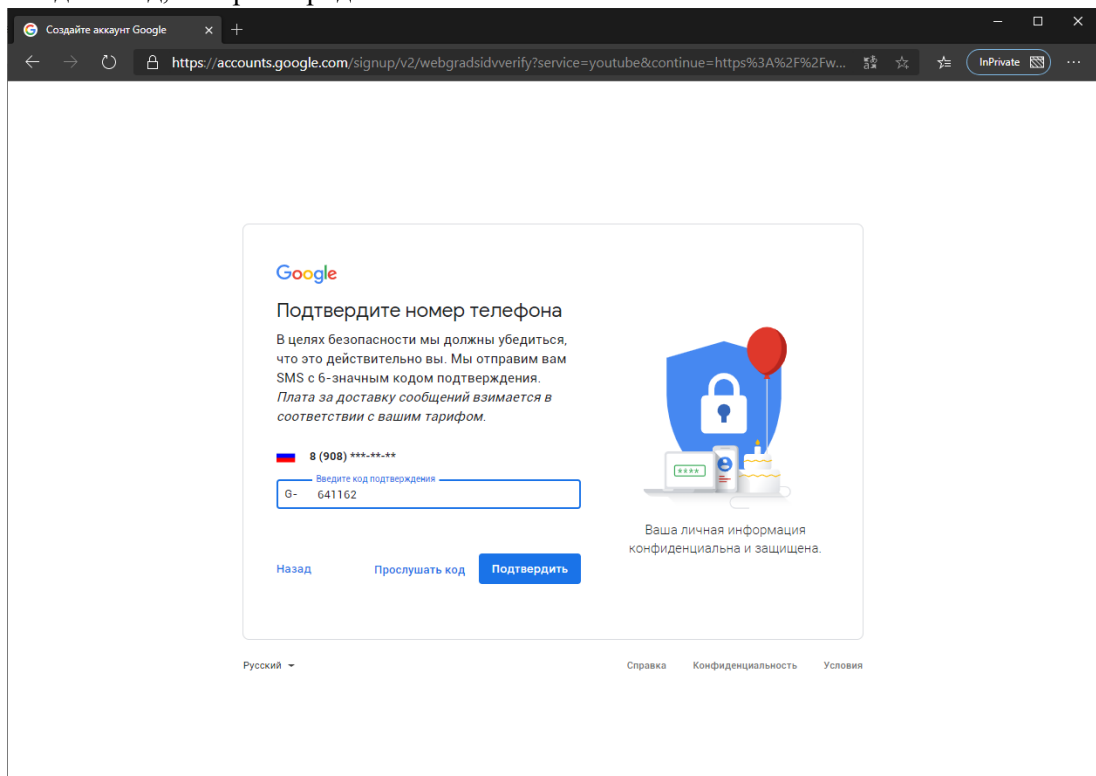 Создайте аккаунт Google
https://accounts.google.com/signup/v2/webgradsidvverify?service=youtube&continue=https%3A%2F%2Fw...
InPrivate
Google
Подтвердите номер телефона
В целях безопасности мы должны убедиться,
что это действительно вы. Мы отправим вам
SMS с 6-значным кодом подтверждения.
Плата за доставку сообщений взимается в
соответствии с вашим тарифом.
8 (908) ***-**-**
Введите код подтверждения
G- 641162
Назад
Прослушать код
Подтвердить
****
Ваша личная информация
конфиденциальна и защищена.
Русский
Справка
Конфиденциальность
Условия